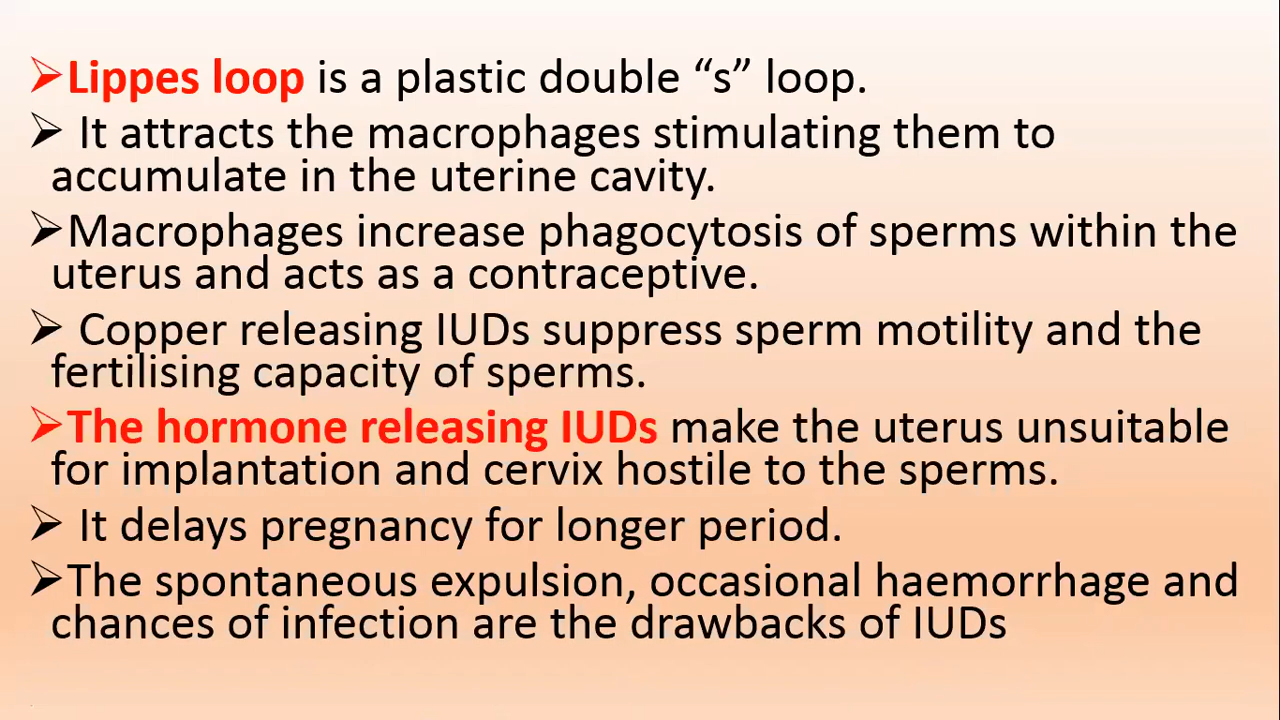 ➢Lippes loop is a plastic double “s” loop.
➢ It attracts the macrophages stimulating them to
accumulate in the uterine cavity.
➢Macrophages increase phagocytosis of sperms within the
uterus and acts as a contraceptive.
➢ Copper releasing IUDs suppress sperm motility and the
fertilising capacity of sperms.
➢The hormone releasing IUDs make the uterus unsuitable
for implantation and cervix hostile to the sperms.
➢ It delays pregnancy for longer period.
➢The spontaneous expulsion, occasional haemorrhage and
chances of infection are the drawbacks of IUDs